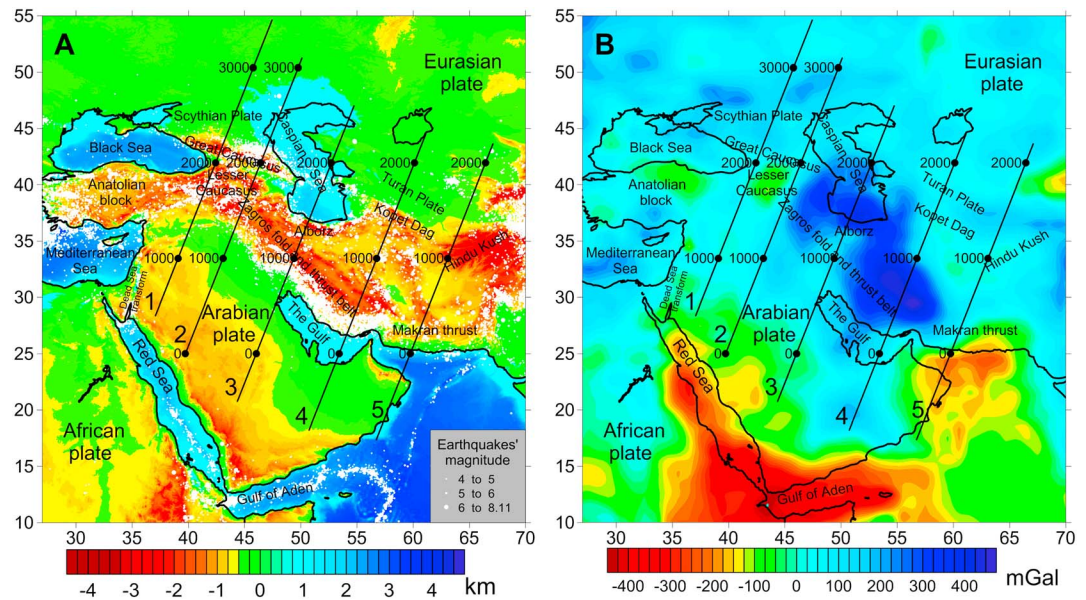 A
55
50
45
40
35
30
25
20
15
10
30
35
40
45
50
55
60
65
70
3000
3000
Eurasian
plate
Scythian Plate
Black Sea
Great Caucasus
Caspian Sea
2000
2000
2000
2000
2000
Lesser
Caucasus
Anatolian
block
Turan Plate
Kopet Dag
Alborz
Zagros fold and thrust belt
Hindu Kush
Mediterranean
Sea
Dead Sea
transform
1000
1000
1000
1000
1000
1
2
Arabian
plate
The Gulf
Makran thrust
0
0
0
0
Red Sea
3
4
5
African
plate
Gulf of Aden
Earthquakes'
magnitude
4 to 5
5 to 6
6 to 8.11
-4
-3
-2
-1
0
1
2
3
4
km
B
55
50
45
40
35
30
25
20
15
10
30
35
40
45
50
55
60
65
70
3000
3000
Eurasian
plate
Scythian Plate
Black Sea
Great Caucasus
Caspian Sea
2000
2000
2000
2000
2000
Lesser
Caucasus
Anatolian
block
Turan Plate
Kopet Dag
Alborz
Zagros fold and thrust belt
Hindu Kush
Mediterranean
Sea
Dead Sea
transform
1000
1000
1000
1000
1000
1
2
Arabian
plate
The Gulf
Makran thrust
0
0
0
0
Red Sea
3
4
5
African
plate
Gulf of Aden
-400
-300
-200
-100
0
100
200
300
400
mGal